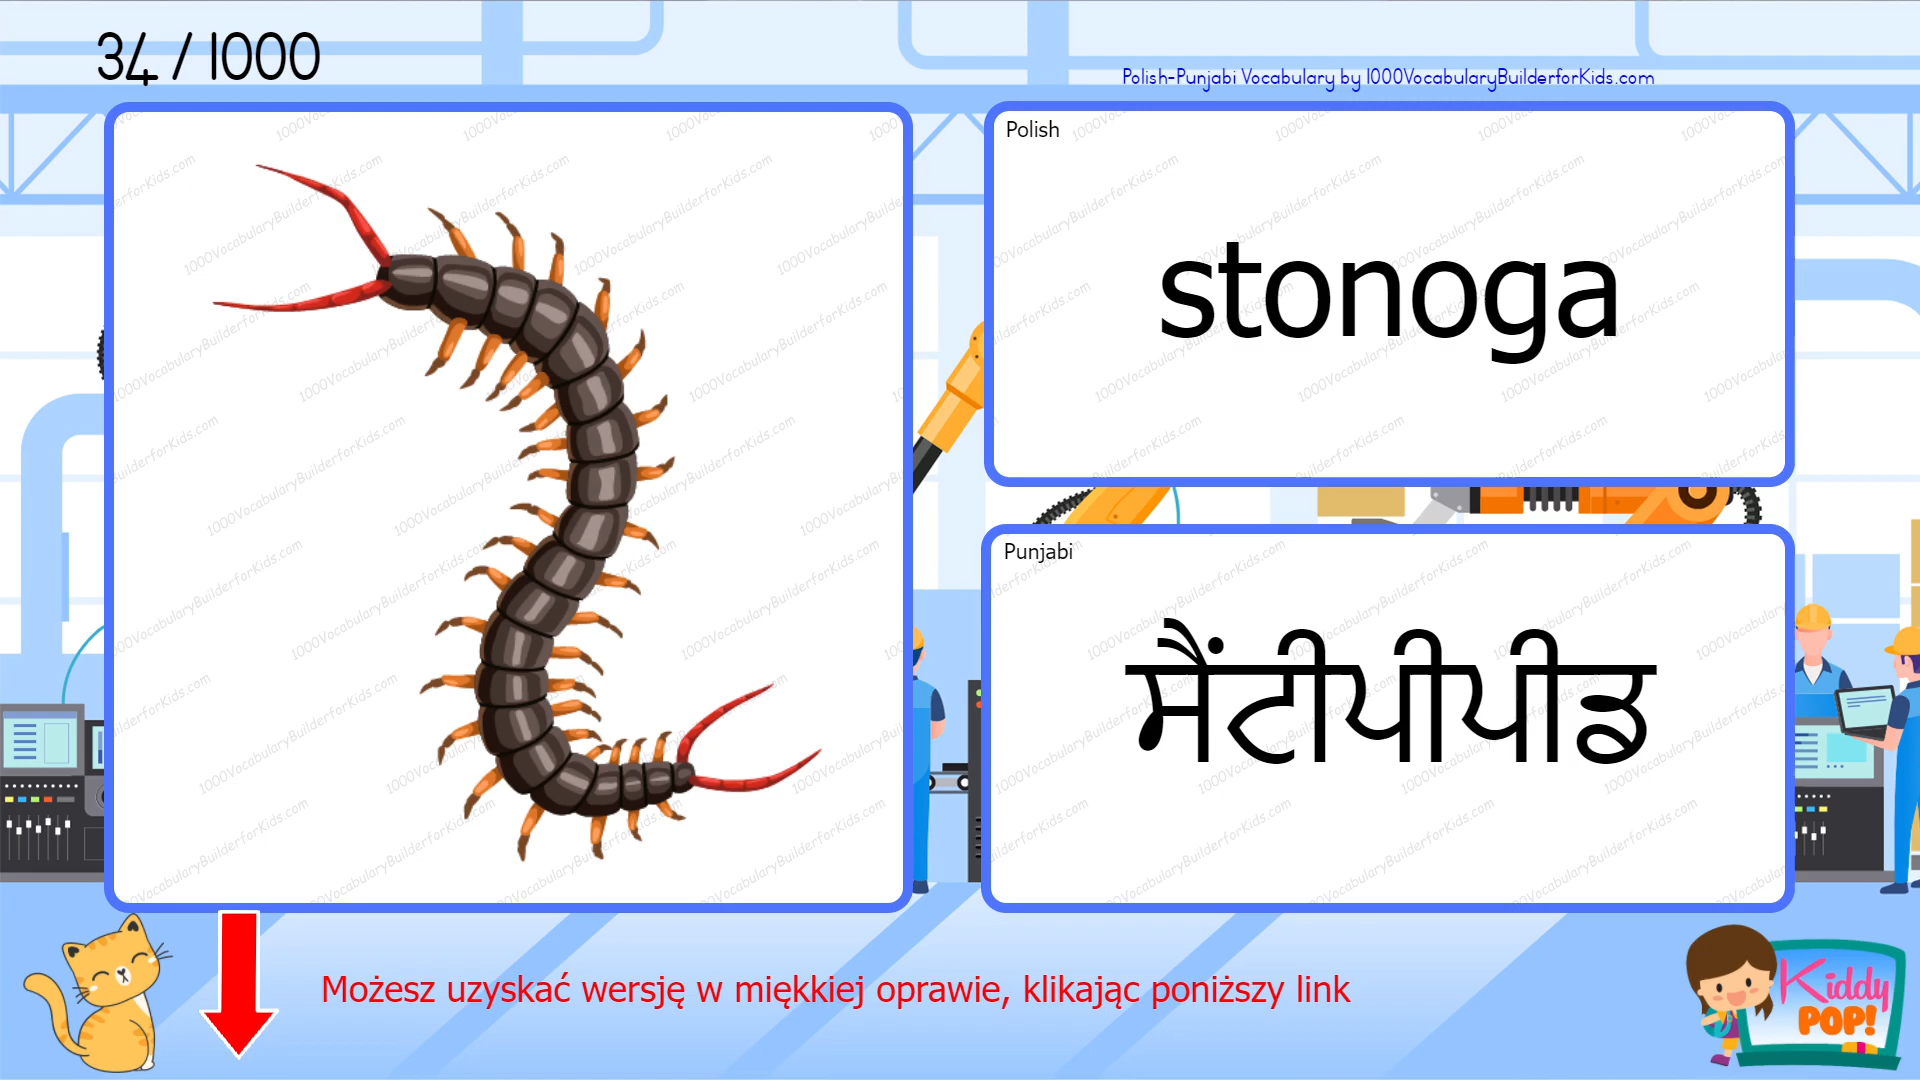 34 / 1000
Polish-Punjabi Vocabulary by 1000VocabularyBuilderforKids.com
Polish
stonoga
Punjabi
ਸੈਂਟੀਪੀਪੀਡ
Możesz uzyskać wersję w miękkiej oprawie, klikając poniższy link
Kiddy
POP!